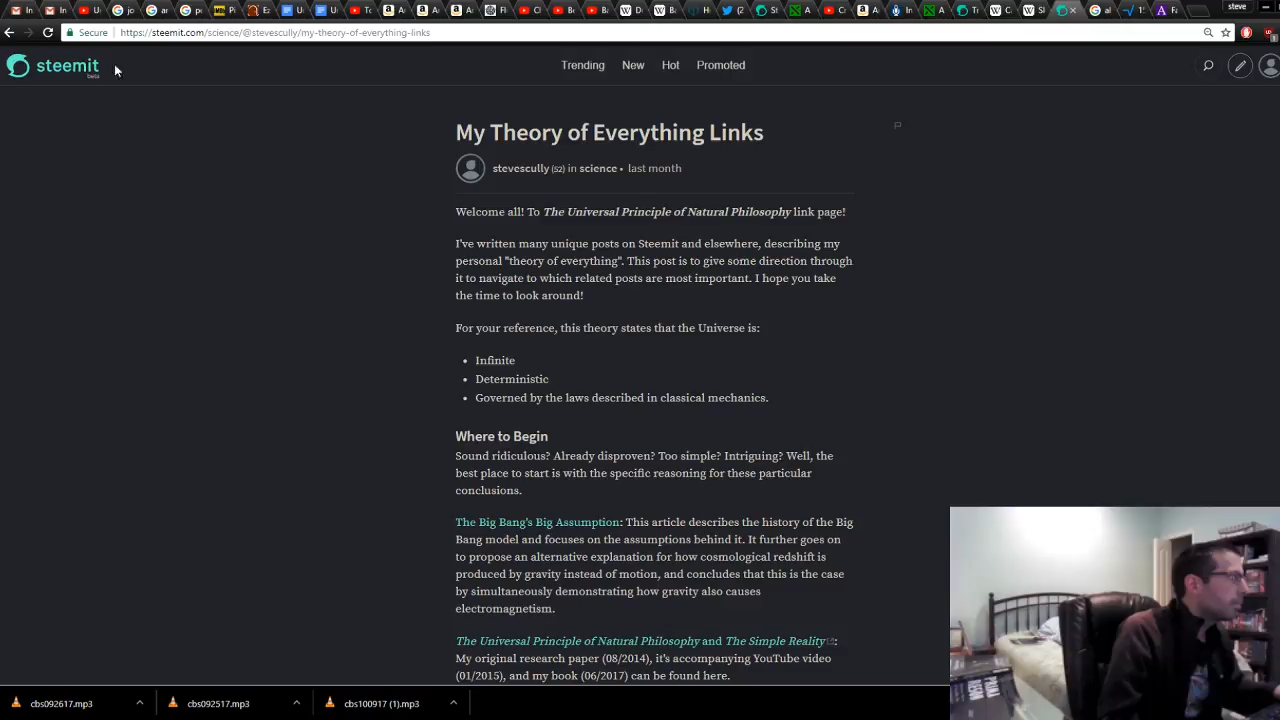 steve
Secure
https://steemit.com/science/@stevescully/my-theory-of-everything-links
steemit
beta
Trending
New
Hot
Promoted
My Theory of Everything Links
stevescully (52) in science • last month
Welcome all! To The Universal Principle of Natural Philosophy link page!
I've written many unique posts on Steemit and elsewhere, describing my
personal "theory of everything". This post is to give some direction through
it to navigate to which related posts are most important. I hope you take
the time to look around!
For your reference, this theory states that the Universe is:
• Infinite
• Deterministic
• Governed by the laws described in classical mechanics.
Where to Begin
Sound ridiculous? Already disproven? Too simple? Intriguing? Well, the
best place to start is with the specific reasoning for these particular
conclusions.
The Big Bang's Big Assumption: This article describes the history of the Big
Bang model and focuses on the assumptions behind it. It further goes on
to propose an alternative explanation for how cosmological redshift is
produced by gravity instead of motion, and concludes that this is the case
by simultaneously demonstrating how gravity also causes
electromagnetism.
The Universal Principle of Natural Philosophy and The Simple Reality:
My original research paper (08/2014), it's accompanying YouTube video
(01/2015), and my book (06/2017) can be found here.
cbs092617.mp3
cbs092517.mp3
cbs100917 (1).mp3